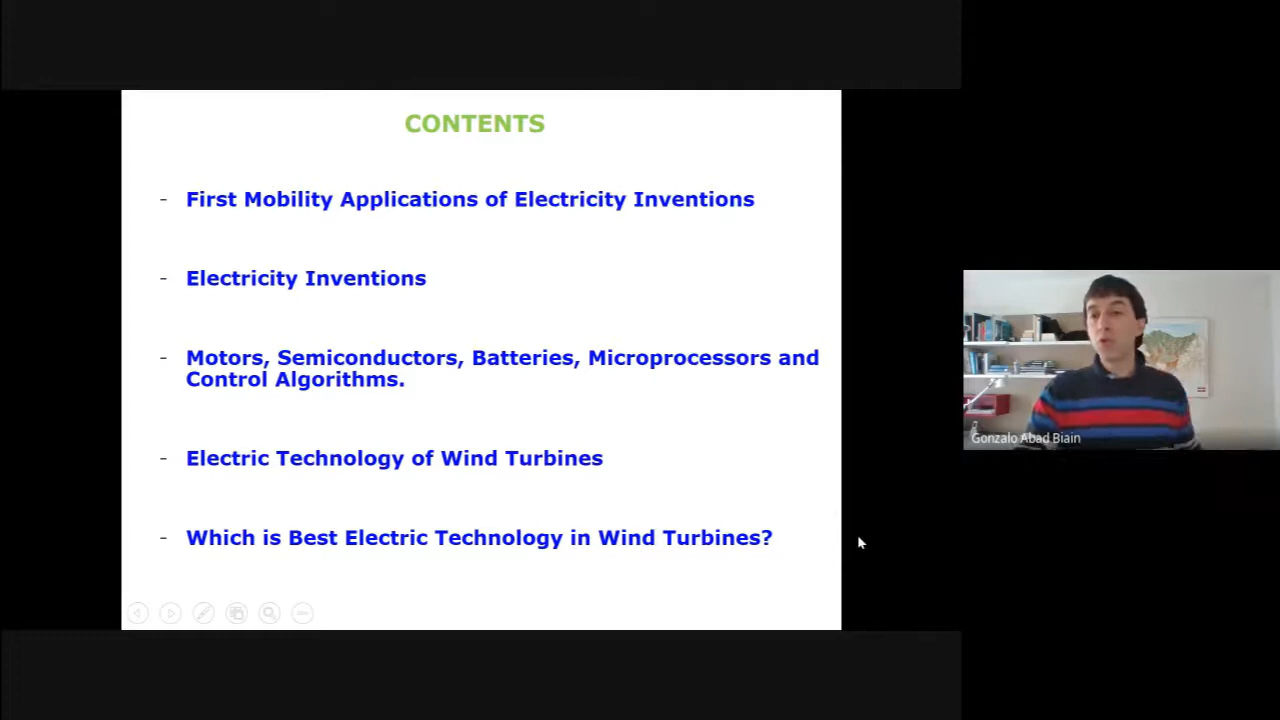 CONTENTS
- First Mobility Applications of Electricity Inventions
- Electricity Inventions
- Motors, Semiconductors, Batteries, Microprocessors and
Control Algorithms.
- Electric Technology of Wind Turbines
- Which is Best Electric Technology in Wind Turbines?
Gonzalo Abad Biain